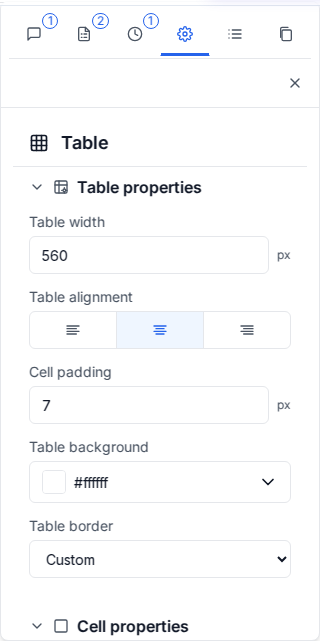 1
2
1
Table
Table properties
Table width
560 px
Table alignment
Cell padding
7 px
Table background
#ffffff
Table border
Custom
Cell properties